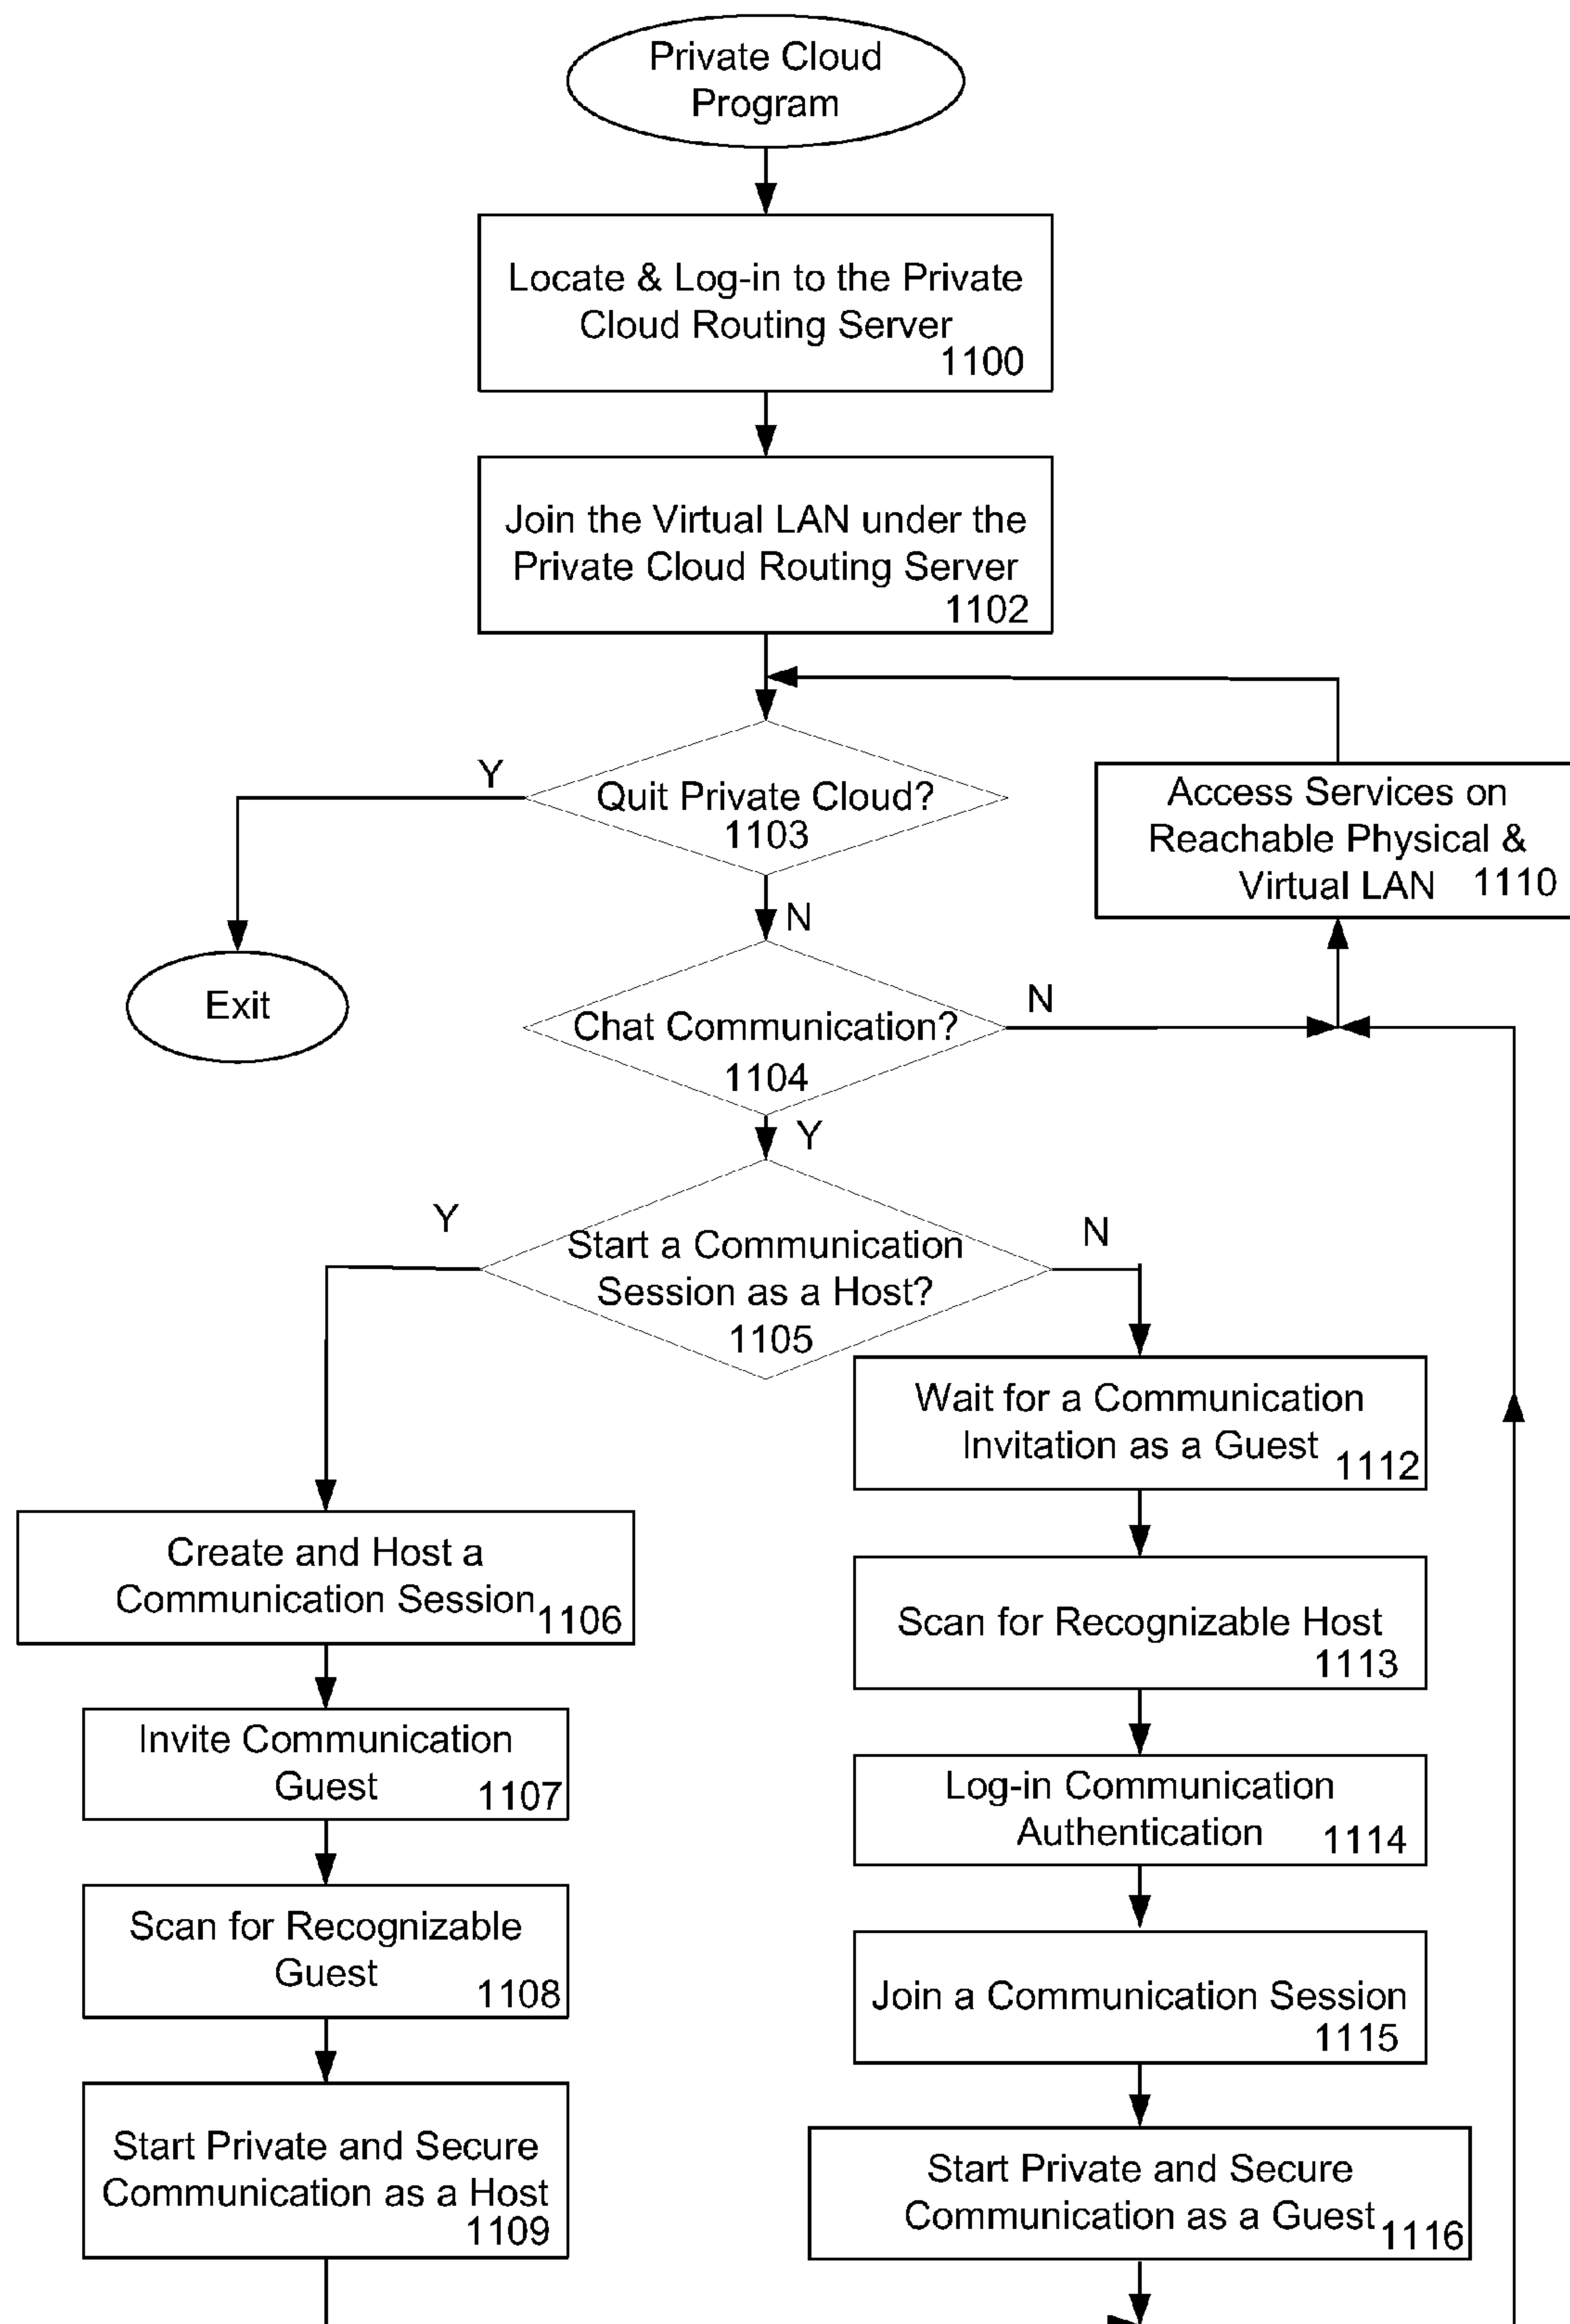 Private Cloud
Program
Locate & Log-in to the Private
Cloud Routing Server
1100
Join the Virtual LAN under the
Private Cloud Routing Server
1102
Y
Quit Private Cloud?
1103
Access Services on
Reachable Physical &
Virtual LAN 1110
N
Exit
Chat Communication?
1104
N
Y
Y
Start a Communication
Session as a Host?
1105
N
Wait for a Communication
Invitation as a Guest 1112
Create and Host a
Communication Session 1106
Scan for Recognizable Host
1113
Invite Communication
Guest 1107
Log-in Communication
Authentication 1114
Scan for Recognizable
Guest 1108
Join a Communication Session
1115
Start Private and Secure
Communication as a Host
1109
Start Private and Secure
Communication as a Guest 1116